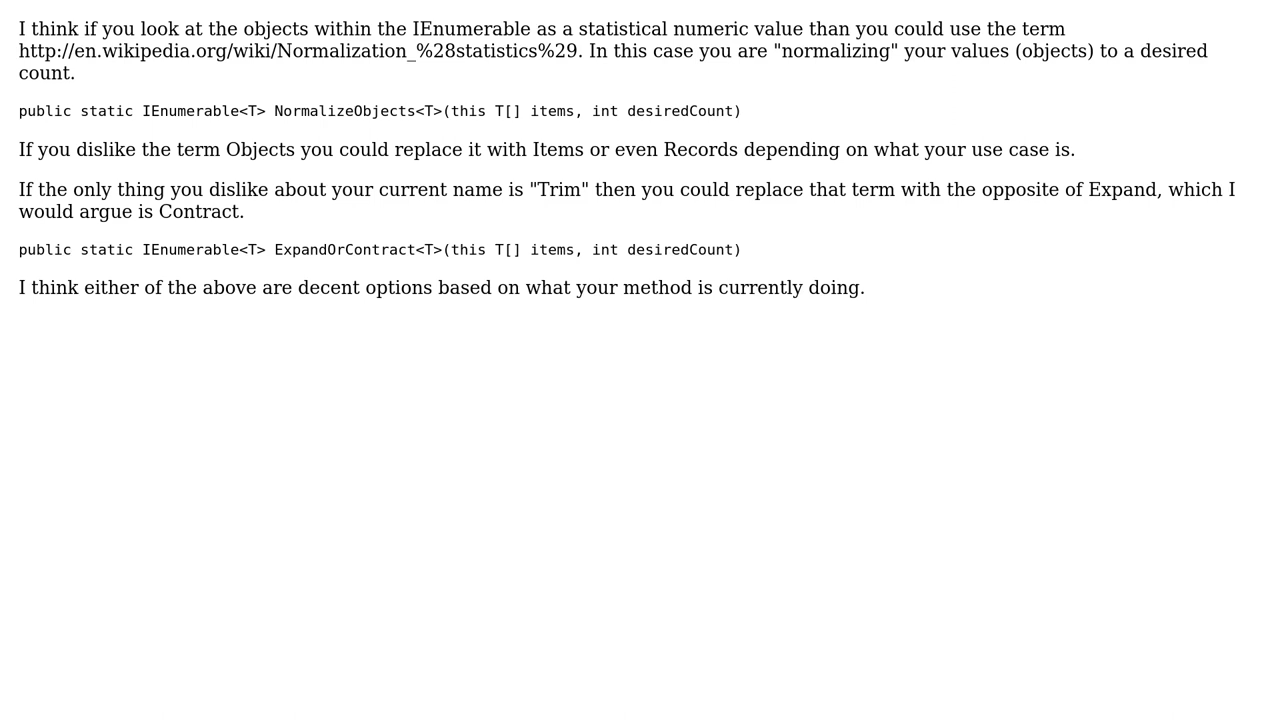 I think if you look at the objects within the IEnumerable as a statistical numeric value than you could use the term
http://en.wikipedia.org/wiki/Normalization_%28statistics%29. In this case you are "normalizing" your values (objects) to a desired
count.
public static IEnumerable<T> NormalizeObjects<T>(this T[] items, int desiredCount)
If you dislike the term Objects you could replace it with Items or even Records depending on what your use case is.
If the only thing you dislike about your current name is "Trim" then you could replace that term with the opposite of Expand, which I
would argue is Contract.
public static IEnumerable<T> ExpandOrContract<T>(this T[] items, int desiredCount)
I think either of the above are decent options based on what your method is currently doing.